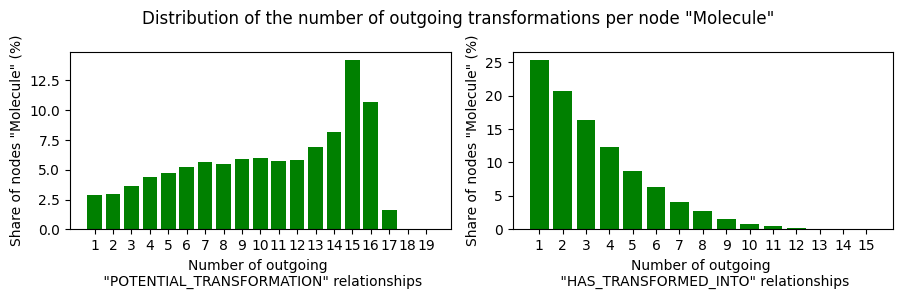 Distribution of the number of outgoing transformations per node "Molecule"
Share of nodes "Molecule" (%)
12.5
10.0
7.5
5.0
2.5
0.0
1 2 3 4 5 6 7 8 9 10 11 12 13 14 15 16 17 18 19
Number of outgoing
"POTENTIAL_TRANSFORMATION" relationships
Share of nodes "Molecule" (%)
25
20
15
10
5
0
1 2 3 4 5 6 7 8 9 10 11 12 13 14 15
Number of outgoing
"HAS_TRANSFORMED_INTO" relationships